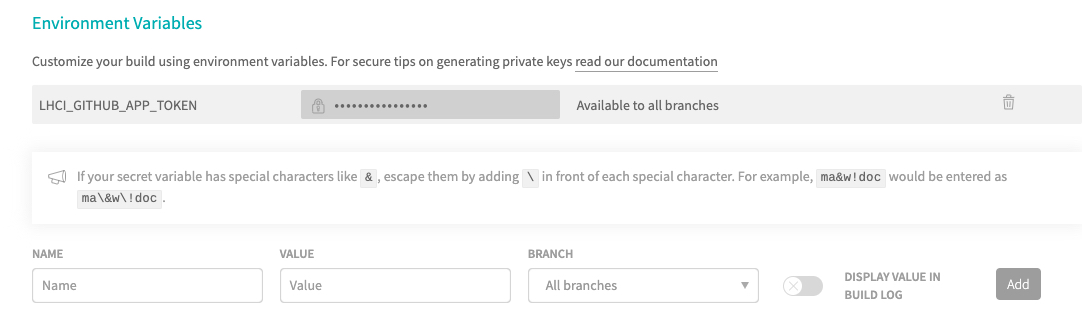 Environment Variables
Customize your build using environment variables. For secure tips on generating private keys read our documentation
LHCI_GITHUB_APP_TOKEN •••••••••••••••• Available to all branches
If your secret variable has special characters like &, escape them by adding \ in front of each special character. For example, ma&w!doc would be entered as
ma\&w\!doc.
NAME VALUE BRANCH
Name Value All branches DISPLAY VALUE IN
BUILD LOG Add